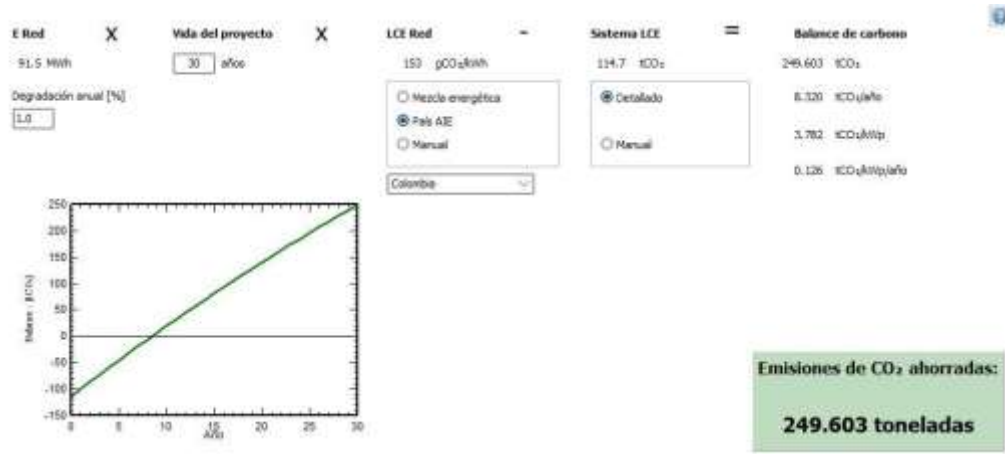 E Red X Vida del proyecto X LCE Red - Sistema LCE = Balance de carbono
91.5 MWh 30 años 153 gCO₂/kWh 114.7 tCO₂ 249.603 tCO₂
Degradación anual [%] Mezcla energética Detallado 8.320 tCO₂/año
1.0 País AIE
Manual Manual 3.782 tCO₂/kWp
0.126 tCO₂/kWp/año
Colombia
250
200
150
100
50
0
-50
-100
-150
0 5 10 15 20 25 30
Año
Emisiones de CO₂ ahorradas:
249.603 toneladas